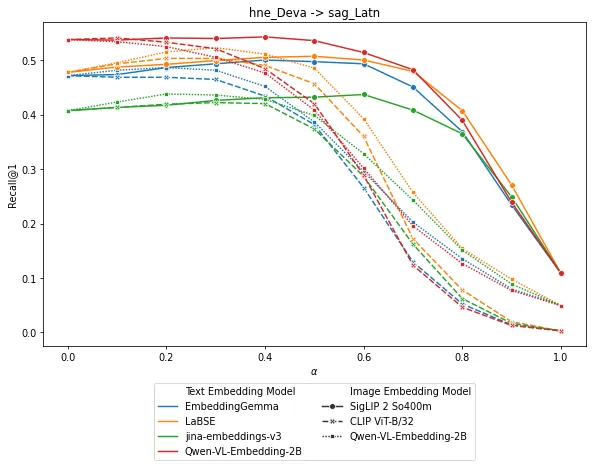 hne_Deva -> sag_Latn
Recall@1
0.5
0.4
0.3
0.2
0.1
0.0
0.0 0.2 0.4 0.6 0.8 1.0
α
Text Embedding Model
EmbeddingGemma
LaBSE
jina-embeddings-v3
Qwen-VL-Embedding-2B
Image Embedding Model
SigLIP 2 So400m
CLIP ViT-B/32
Qwen-VL-Embedding-2B